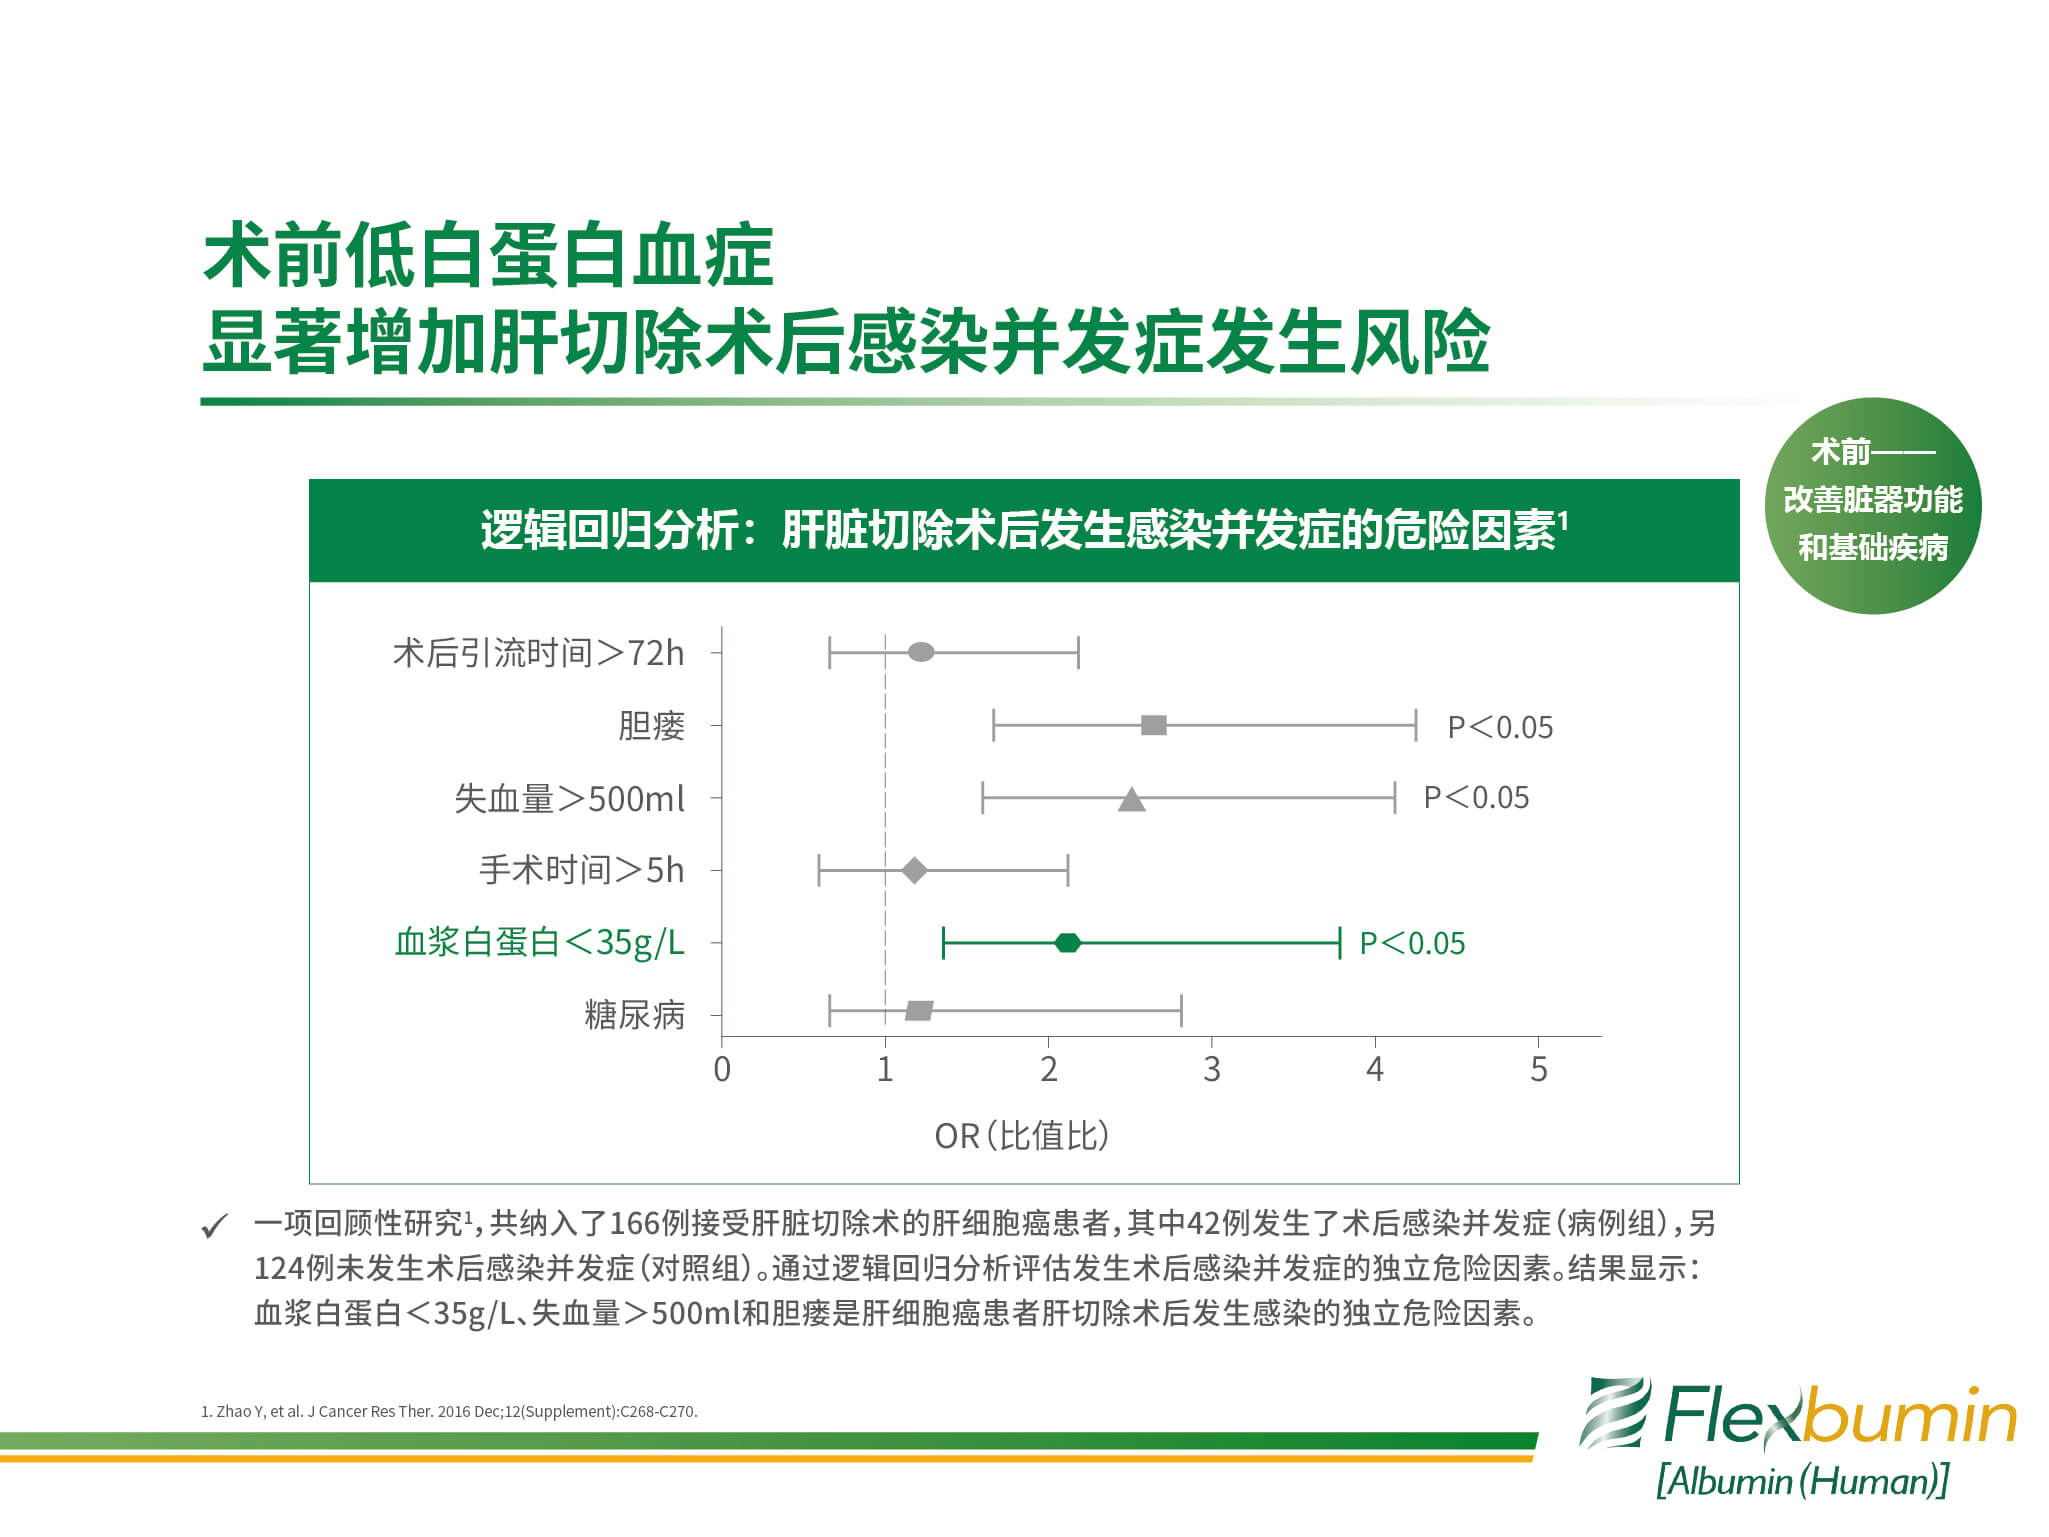 术前低白蛋白血症
显著增加肝切除术后感染并发症发生风险
术前——
改善脏器功能
和基础疾病
逻辑回归分析：肝脏切除术后发生感染并发症的危险因素¹
术后引流时间＞72h
胆瘘 P＜0.05
失血量＞500ml P＜0.05
手术时间＞5h
血浆白蛋白＜35g/L P＜0.05
糖尿病
0 1 2 3 4 5
OR（比值比）
✓ 一项回顾性研究¹，共纳入了166例接受肝脏切除术的肝细胞癌患者，其中42例发生了术后感染并发症（病例组），另
124例未发生术后感染并发症（对照组）。通过逻辑回归分析评估发生术后感染并发症的独立危险因素。结果显示：
血浆白蛋白＜35g/L、失血量＞500ml和胆瘘是肝细胞癌患者肝切除术后发生感染的独立危险因素。
1. Zhao Y, et al. J Cancer Res Ther. 2016 Dec;12(Supplement):C268-C270.
Flexbumin
[Albumin (Human)]